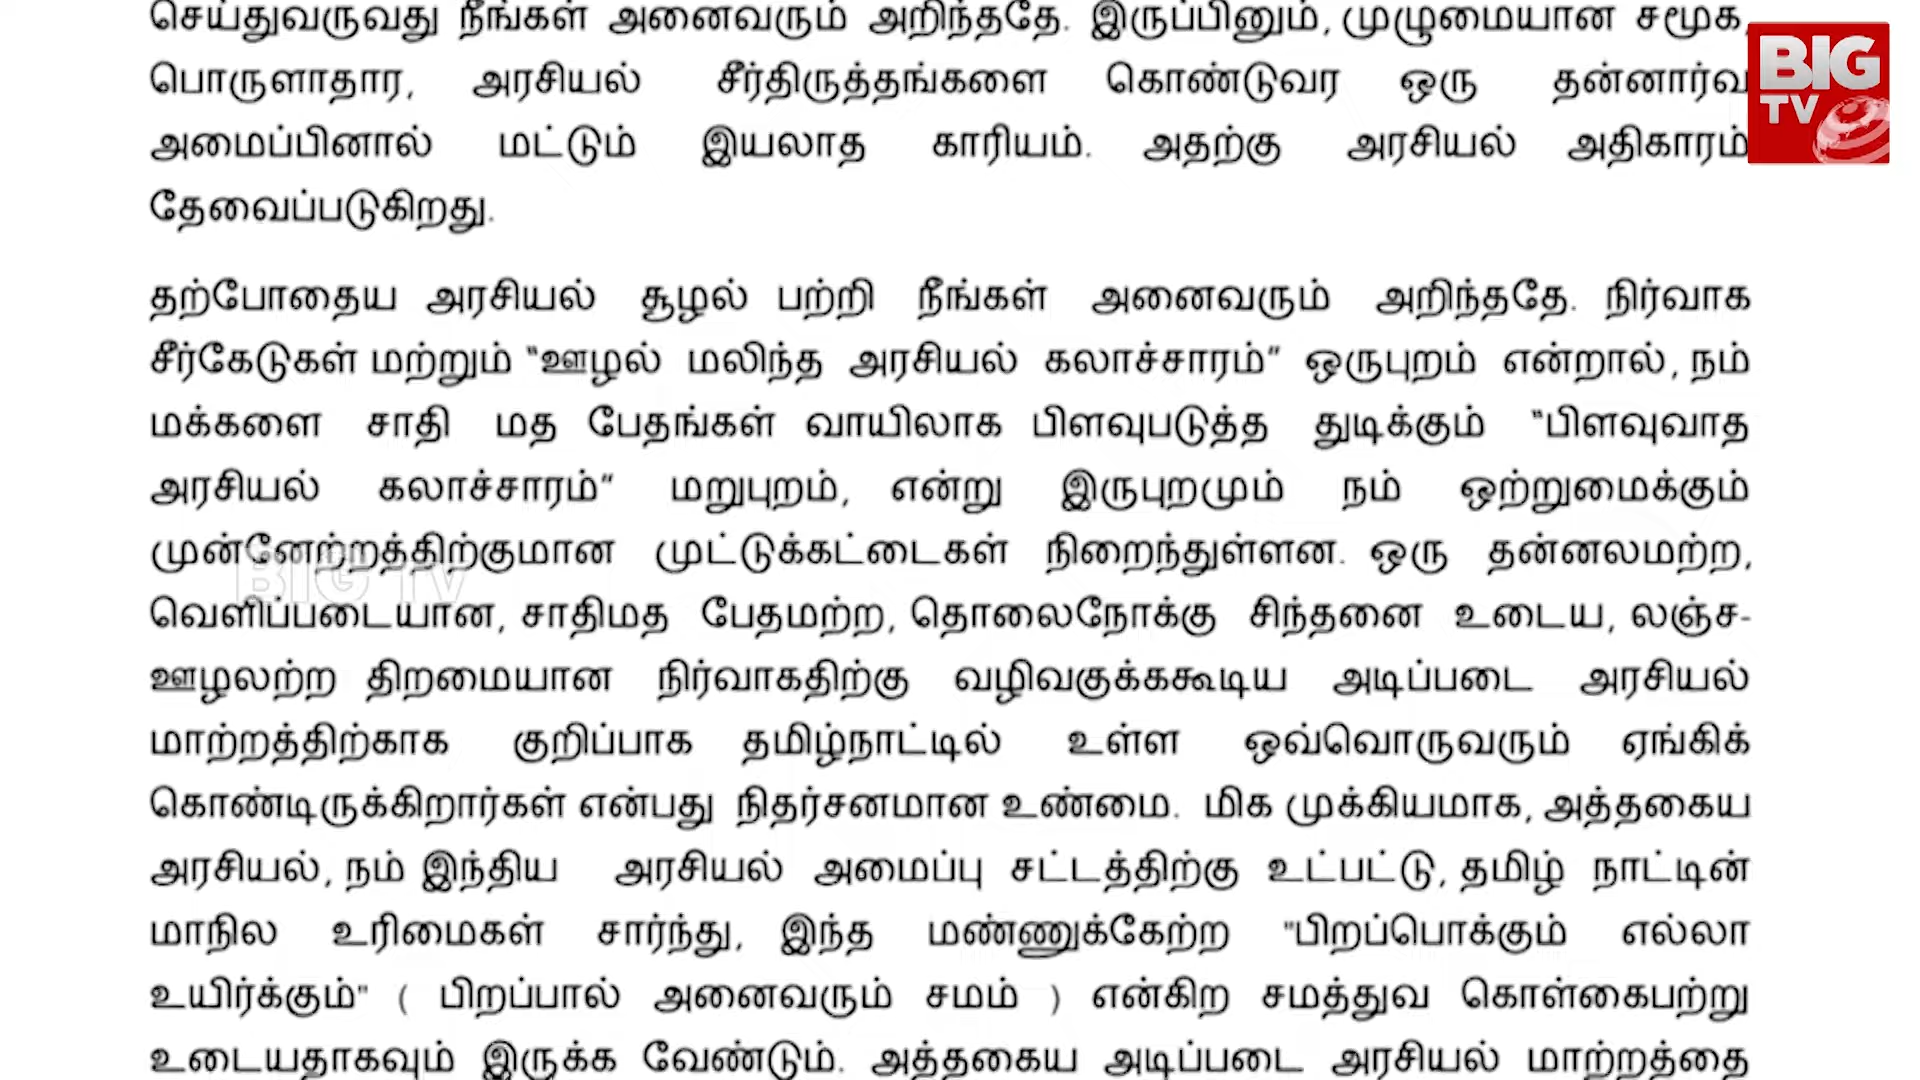 செய்துவருவது நீங்கள் அனைவரும் அறிந்ததே. இருப்பினும், முழுமையான சமூக,
பொருளாதார, அரசியல் சீர்திருத்தங்களை கொண்டுவர ஒரு தன்னார்வ
அமைப்பினால் மட்டும் இயலாத காரியம். அதற்கு அரசியல் அதிகாரம்
தேவைப்படுகிறது.
BIG
TV
தற்போதைய அரசியல் சூழல் பற்றி நீங்கள் அனைவரும் அறிந்ததே. நிர்வாக
சீர்கேடுகள் மற்றும் “ஊழல் மலிந்த அரசியல் கலாச்சாரம்” ஒருபுறம் என்றால், நம்
மக்களை சாதி மத பேதங்கள் வாயிலாக பிளவுபடுத்த துடிக்கும் “பிளவுவாத
அரசியல் கலாச்சாரம்” மறுபுறம், என்று இருபுறமும் நம் ஒற்றுமைக்கும்
முன்னேற்றத்திற்குமான முட்டுக்கட்டைகள் நிறைந்துள்ளன. ஒரு தன்னலமற்ற,
BIG TV
வெளிப்படையான, சாதிமத பேதமற்ற, தொலைநோக்கு சிந்தனை உடைய, லஞ்ச-
ஊழலற்ற திறமையான நிர்வாகதிற்கு வழிவகுக்ககூடிய அடிப்படை அரசியல்
மாற்றத்திற்காக குறிப்பாக தமிழ்நாட்டில் உள்ள ஒவ்வொருவரும் ஏங்கிக்
கொண்டிருக்கிறார்கள் என்பது நிதர்சனமான உண்மை. மிக முக்கியமாக, அத்தகைய
அரசியல், நம் இந்திய அரசியல் அமைப்பு சட்டத்திற்கு உட்பட்டு, தமிழ் நாட்டின்
மாநில உரிமைகள் சார்ந்து, இந்த மண்ணுக்கேற்ற "பிறப்பொக்கும் எல்லா
உயிர்க்கும்" ( பிறப்பால் அனைவரும் சமம் ) என்கிற சமத்துவ கொள்கைபற்று
உடையதாகவும் இருக்க வேண்டும். அத்தகைய அடிப்படை அரசியல் மாற்றத்தை